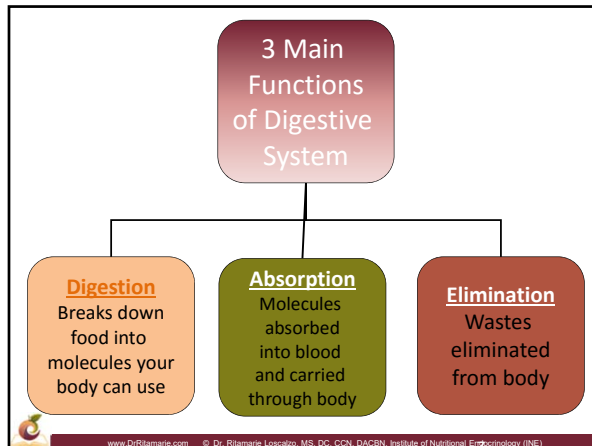 3 Main
Functions
of Digestive
System
Digestion
Breaks down
food into
molecules your
body can use
Absorption
Molecules
absorbed
into blood
and carried
through body
Elimination
Wastes
eliminated
from body
www.DrRitamarie.com © Dr. Ritamarie Loscalzo, MS, DC, CCN, DACBN, Institute of Nutritional Endocrinology (INE)